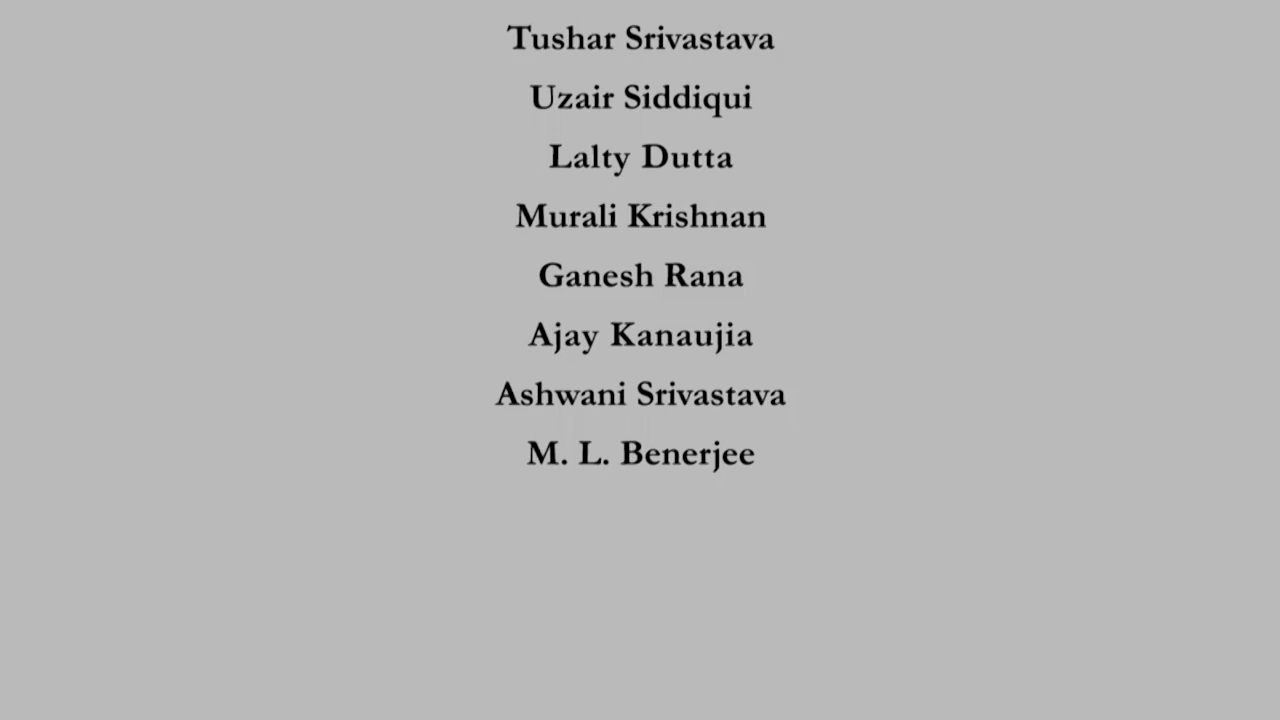 Tushar Srivastava
Uzair Siddiqui
Lalty Dutta
Murali Krishnan
Ganesh Rana
Ajay Kanaujia
Ashwani Srivastava
M. L. Benerjee